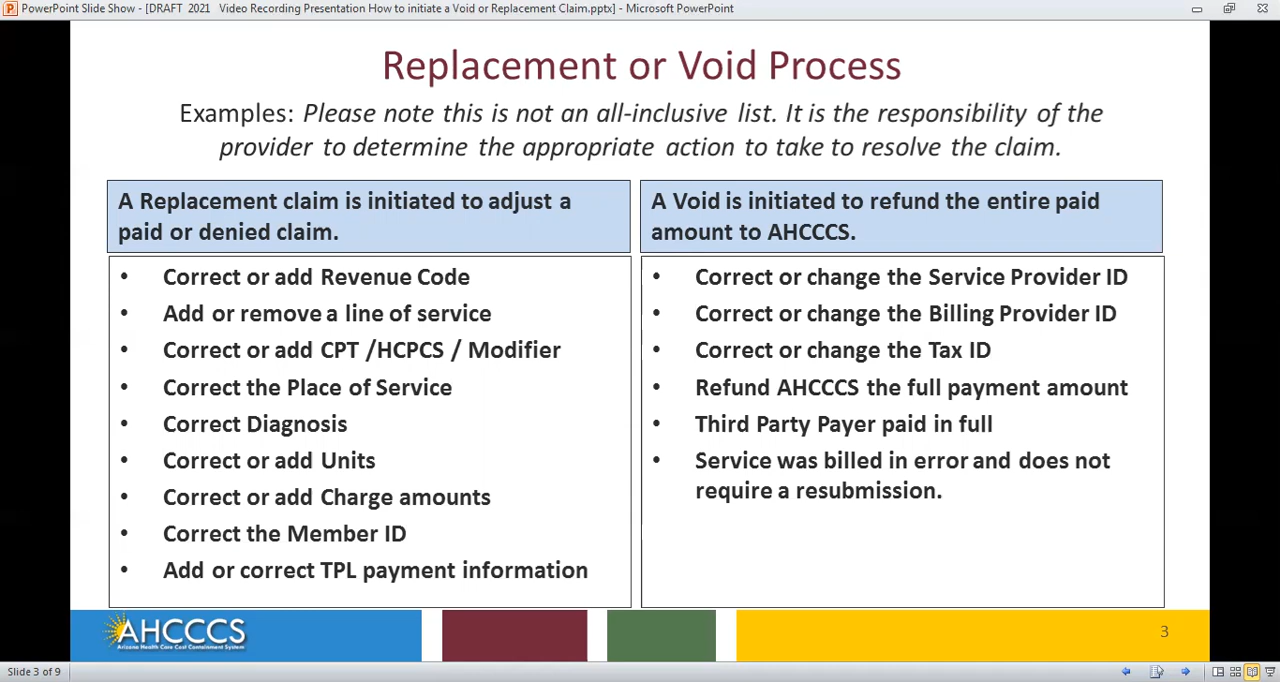 PowerPoint Slide Show - [DRAFT 2021 Video Recording Presentation How to initiate a Void or Replacement Claim.pptx] - Microsoft PowerPoint
Replacement or Void Process
Examples: Please note this is not an all-inclusive list. It is the responsibility of the
provider to determine the appropriate action to take to resolve the claim.
A Replacement claim is initiated to adjust a
paid or denied claim.
• Correct or add Revenue Code
• Add or remove a line of service
• Correct or add CPT /HCPCS / Modifier
• Correct the Place of Service
• Correct Diagnosis
• Correct or add Units
• Correct or add Charge amounts
• Correct the Member ID
• Add or correct TPL payment information
A Void is initiated to refund the entire paid
amount to AHCCCS.
• Correct or change the Service Provider ID
• Correct or change the Billing Provider ID
• Correct or change the Tax ID
• Refund AHCCCS the full payment amount
• Third Party Payer paid in full
• Service was billed in error and does not
require a resubmission.
AHCCCS
Arizona Health Care Cost Containment System
3
Slide 3 of 9